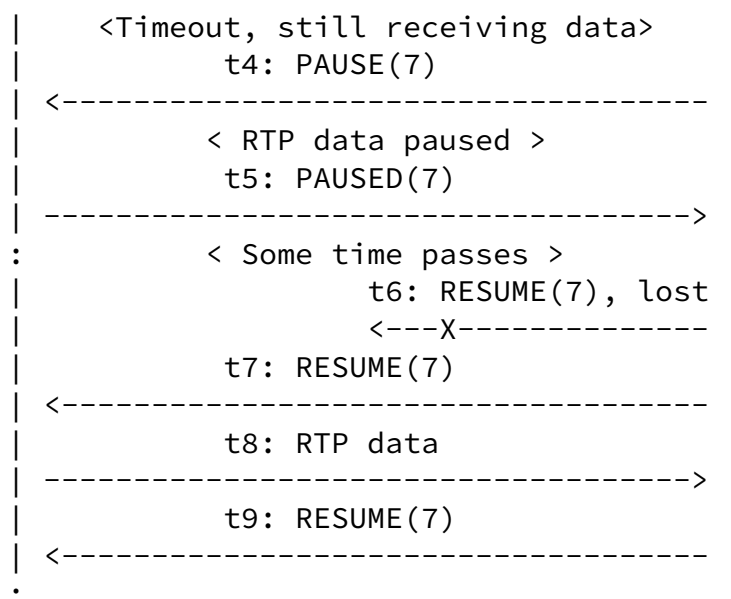 |    <Timeout, still receiving data>
|           t4: PAUSE(7)
| <------------------------------------
|          < RTP data paused >
|           t5: PAUSED(7)
| ------------------------------------>
:          < Some time passes >
|                   t6: RESUME(7), lost
|                   <---X--------------
|           t7: RESUME(7)
| <------------------------------------
|           t8: RTP data
| ------------------------------------>
|           t9: RESUME(7)
| <------------------------------------
.